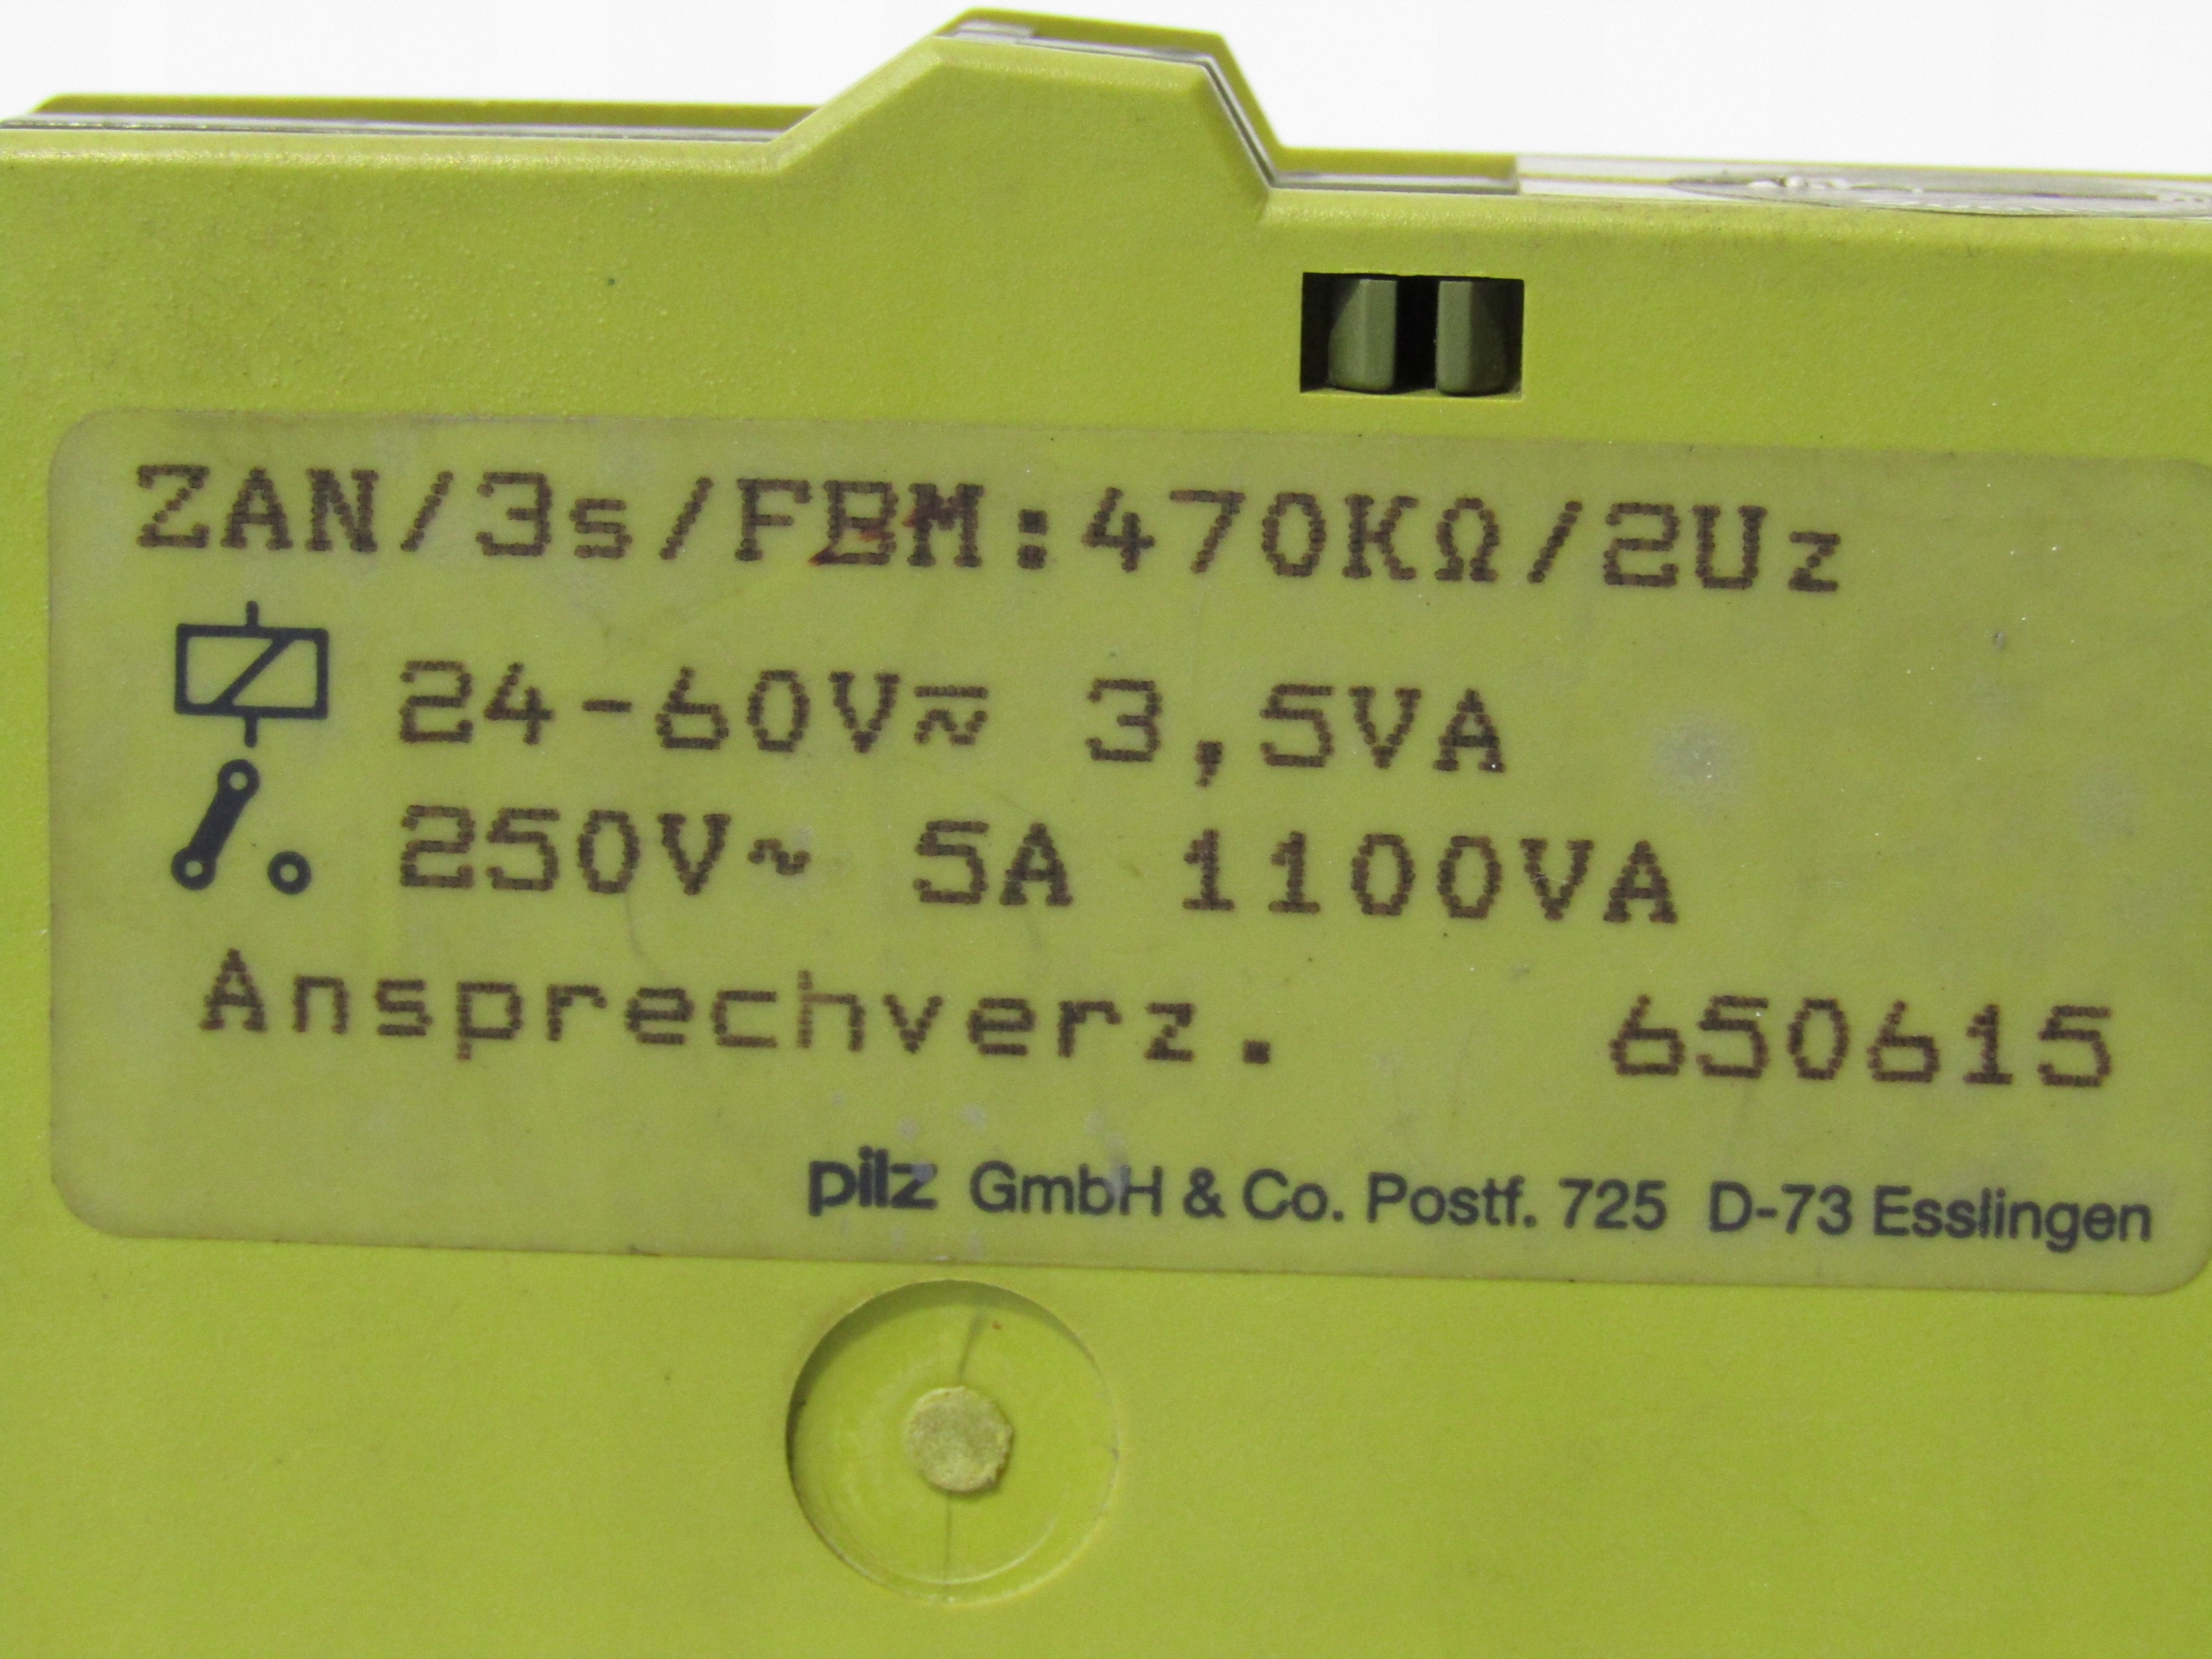 ZAN/3s/FBM:470KΩ/2Uz
24-60V≂ 3,5VA
250V~ 5A 1100VA
Ansprechverz. 650615
pilz GmbH & Co. Postf. 725 D-73 Esslingen